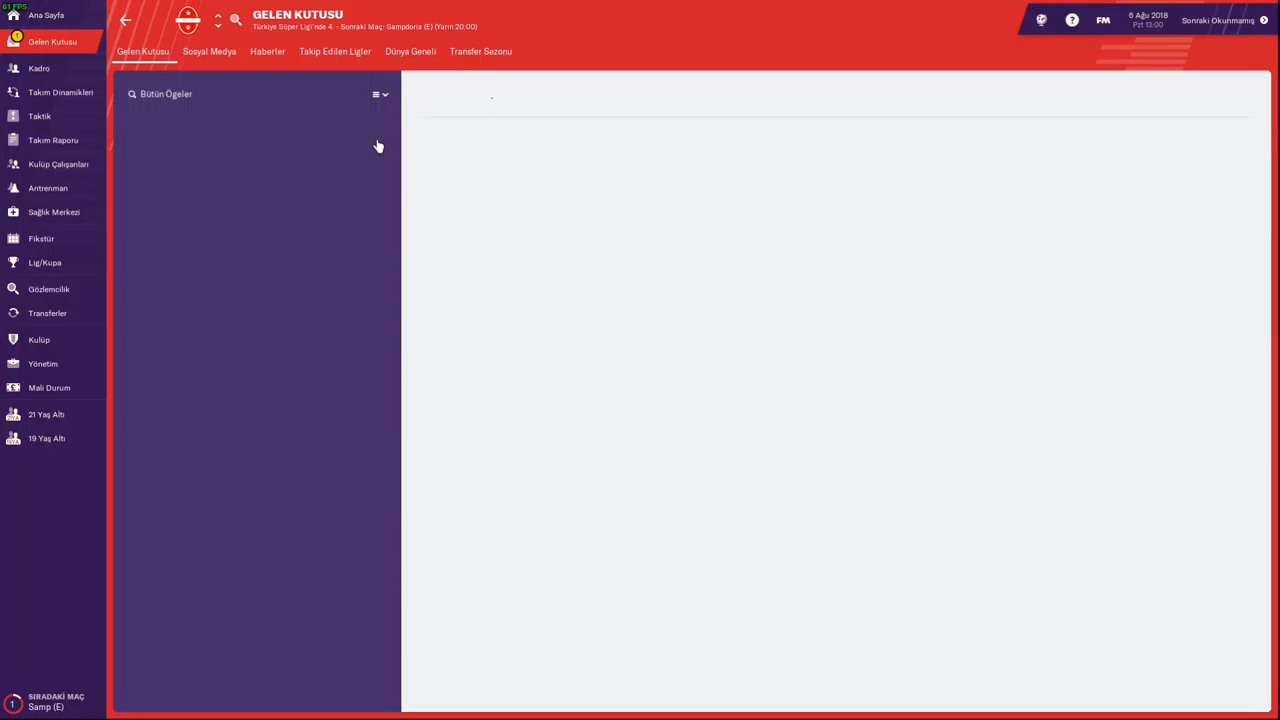 61 FPS
Ana Sayfa
1
Gelen Kutusu
Kadro
Takım Dinamikleri
Taktik
Takım Raporu
Kulüp Çalışanları
Antrenman
Sağlık Merkezi
Fikstür
Lig/Kupa
Gözlemcilik
Transferler
Kulüp
Yönetim
Mali Durum
21 Yaş Altı
19 Yaş Altı
1
SIRADAKİ MAÇ
Samp (E)
GELEN KUTUSU
Türkiye Süper Ligi'nde 4. - Sonraki Maç: Sampdoria (E) (Yarın 20:00)
FM
6 Ağu 2018
Pzt 13:00
Sonraki Okunmamış
Gelen Kutusu Sosyal Medya Haberler Takip Edilen Ligler Dünya Geneli Transfer Sezonu
Bütün Ögeler
-